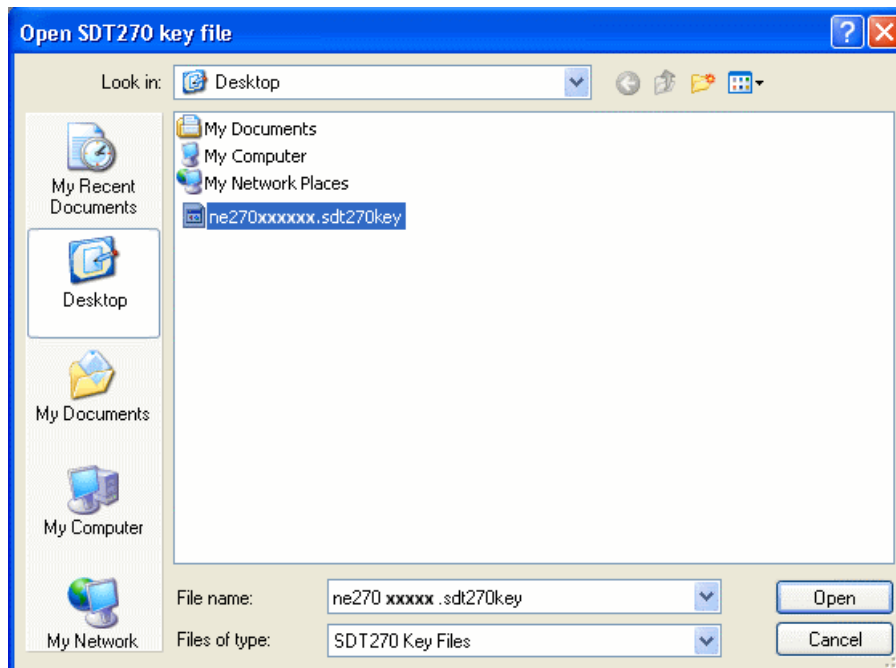 Open SDT270 key file
Look in:
Desktop
My Recent
Documents
Desktop
My Documents
My Computer
My Network
My Documents
My Computer
My Network Places
ne270xxxxxx.sdt270key
File name:
ne270 xxxxx .sdt270key
Open
Files of type:
SDT270 Key Files
Cancel